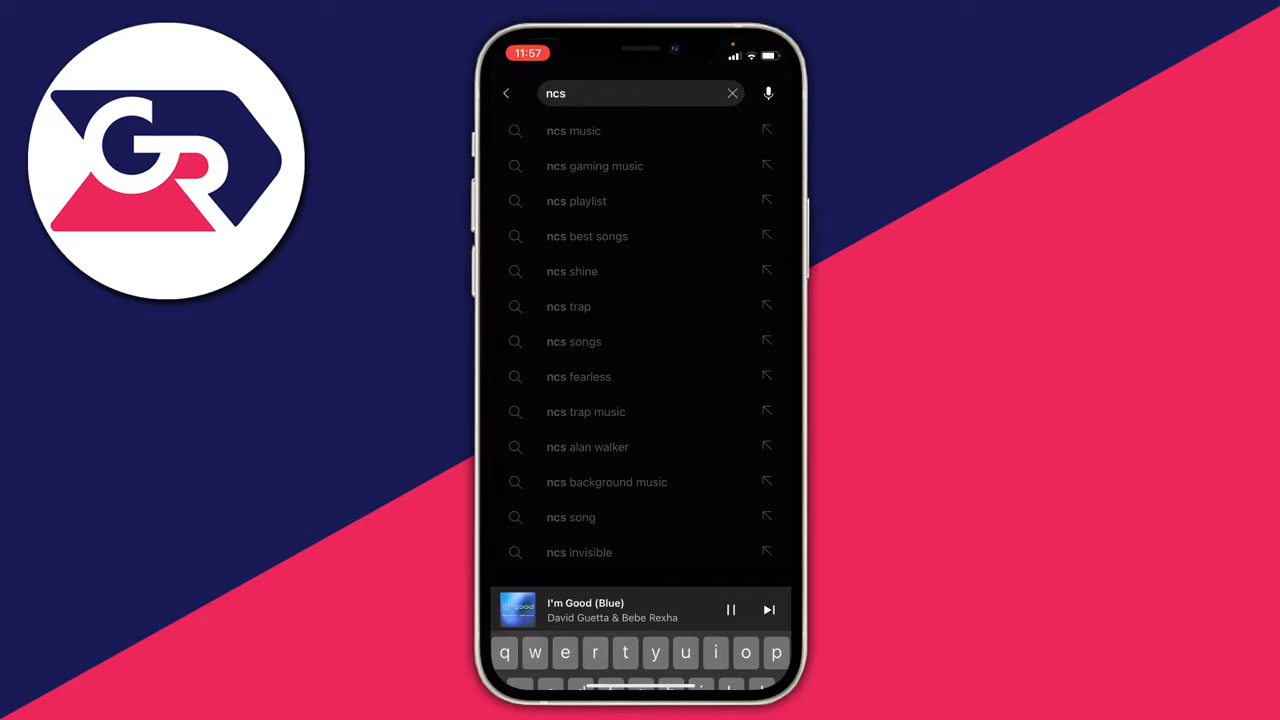 GR
11:57
ncs
ncs music
ncs gaming music
ncs playlist
ncs best songs
ncs shine
ncs trap
ncs songs
ncs fearless
ncs trap music
ncs alan walker
ncs background music
ncs song
ncs invisible
I'm Good (Blue)
David Guetta & Bebe Rexha
q w e r t y u i o p